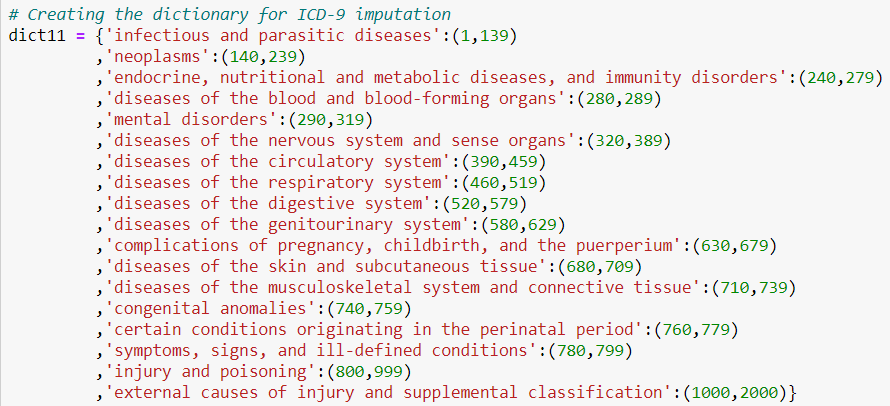 # Creating the dictionary for ICD-9 imputation
dict11 = {'infectious and parasitic diseases':(1,139)
,'neoplasms':(140,239)
,'endocrine, nutritional and metabolic diseases, and immunity disorders':(240,279)
,'diseases of the blood and blood-forming organs':(280,289)
,'mental disorders':(290,319)
,'diseases of the nervous system and sense organs':(320,389)
,'diseases of the circulatory system':(390,459)
,'diseases of the respiratory system':(460,519)
,'diseases of the digestive system':(520,579)
,'diseases of the genitourinary system':(580,629)
,'complications of pregnancy, childbirth, and the puerperium':(630,679)
,'diseases of the skin and subcutaneous tissue':(680,709)
,'diseases of the musculoskeletal system and connective tissue':(710,739)
,'congenital anomalies':(740,759)
,'certain conditions originating in the perinatal period':(760,779)
,'symptoms, signs, and ill-defined conditions':(780,799)
,'injury and poisoning':(800,999)
,'external causes of injury and supplemental classification':(1000,2000)}